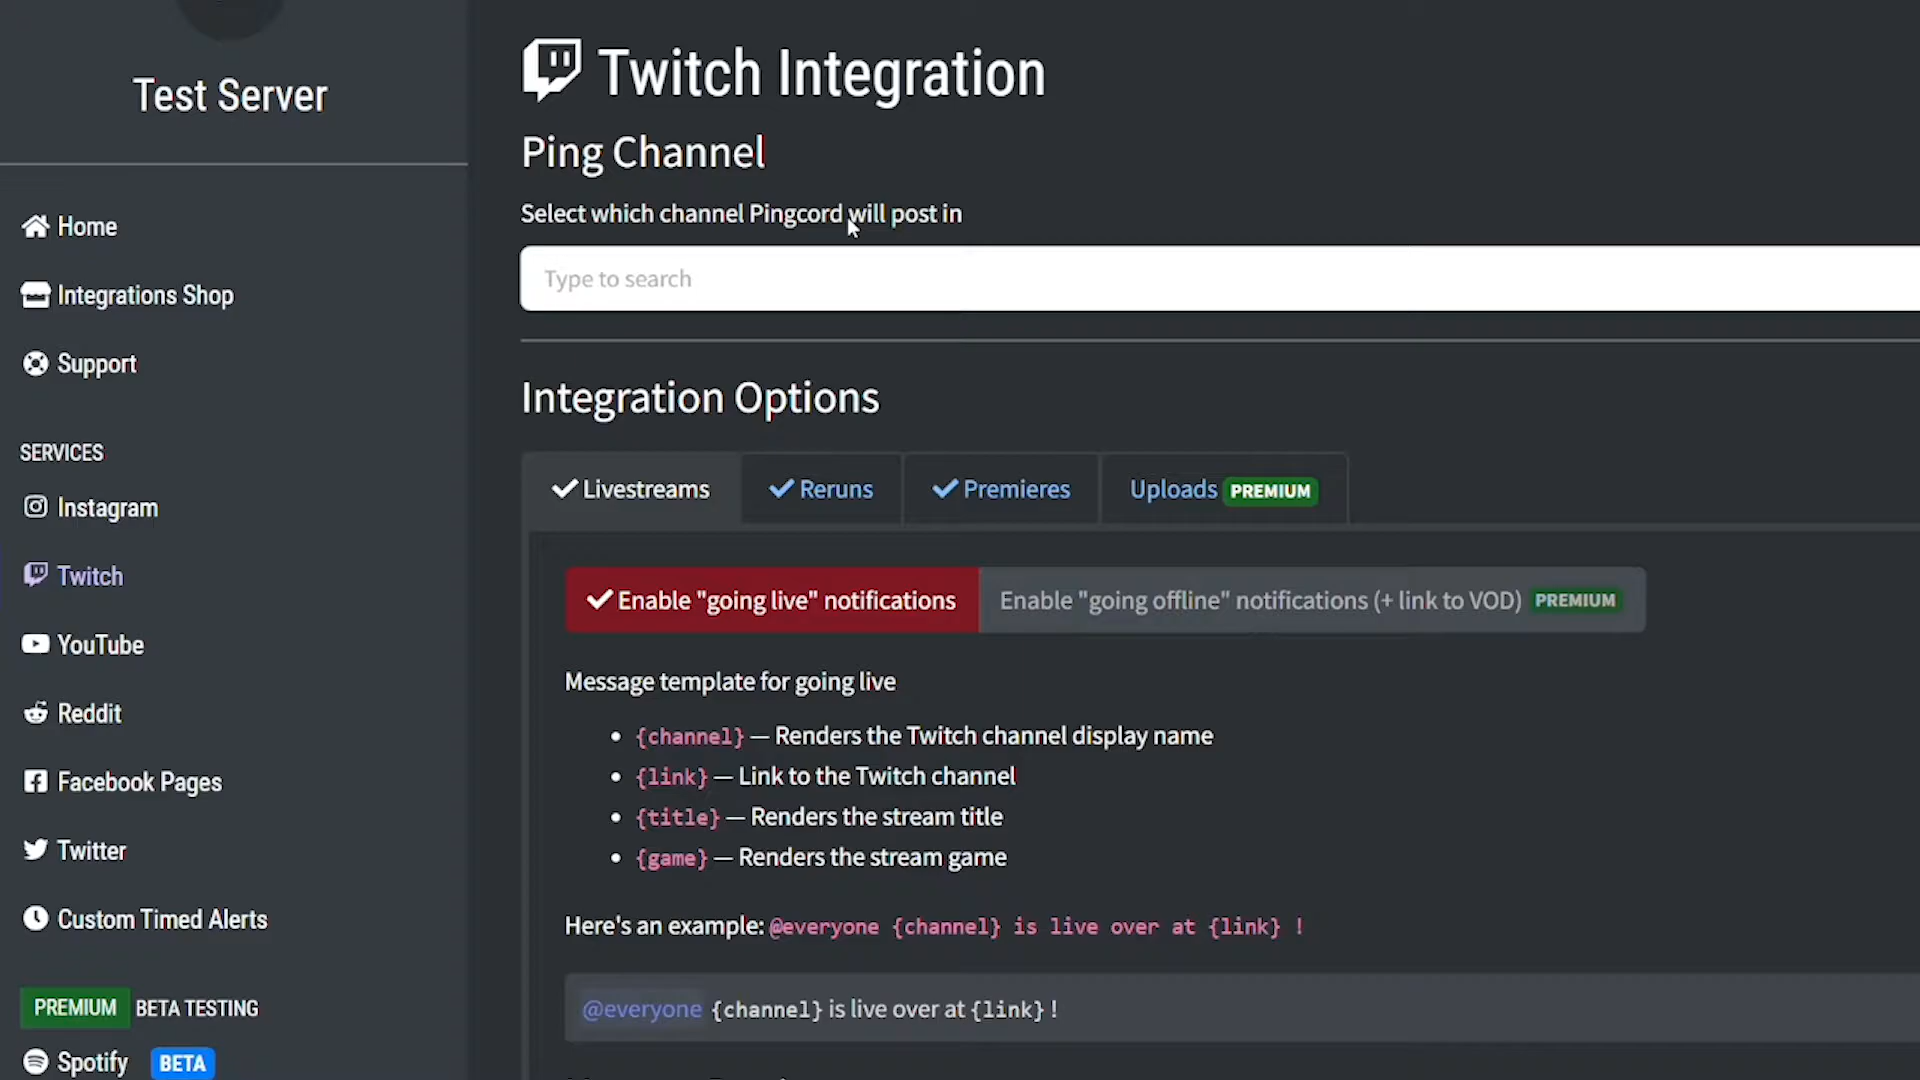 Test Server
Home
Integrations Shop
Support
SERVICES
Instagram
Twitch
YouTube
Reddit
Facebook Pages
Twitter
Custom Timed Alerts
PREMIUM BETA TESTING
Spotify BETA
Twitch Integration
Ping Channel
Select which channel Pingcord will post in
Type to search
Integration Options
Livestreams Reruns Premieres Uploads PREMIUM
Enable "going live" notifications Enable "going offline" notifications (+ link to VOD) PREMIUM
Message template for going live
{channel} — Renders the Twitch channel display name
{link} — Link to the Twitch channel
{title} — Renders the stream title
{game} — Renders the stream game
Here's an example: @everyone {channel} is live over at {link} !
@everyone {channel} is live over at {link} !